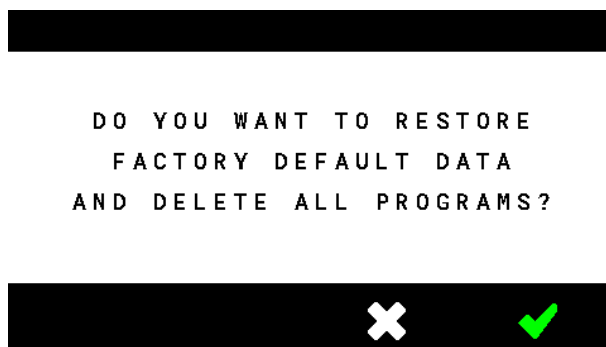 DO YOU WANT TO RESTORE
FACTORY DEFAULT DATA
AND DELETE ALL PROGRAMS?